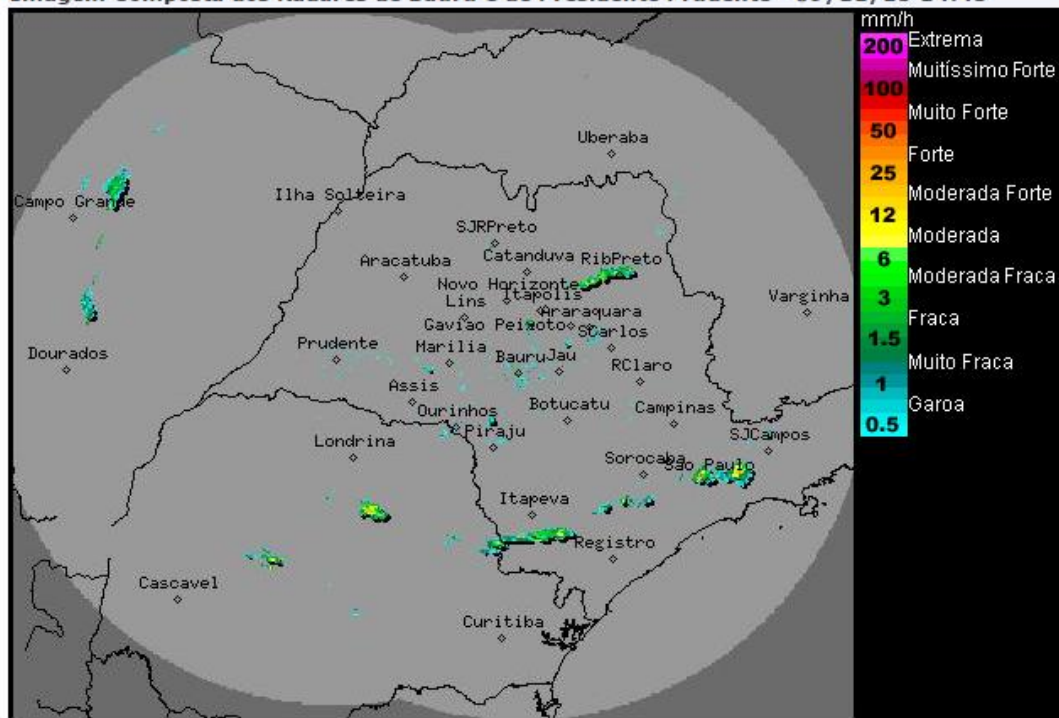 mm/h
200 Extrema
Muitíssimo Forte
100
Muito Forte
50
Forte
25
Moderada Forte
12
Moderada
6
Moderada Fraca
3
Fraca
1.5
Muito Fraca
1
Garoa
0.5
Uberaba
Ilha Solteira
Campo Grande
SJRPreto
Catanduva
RibPreto
Aracatuba
Novo Horizonte
Itapolis
Varginha
Lins
Araraquara
Gaviao Peixoto
SCarlos
Dourados
Prudente
Marilia
Bauru
Jau
RClaro
Assis
Botucatu
Campinas
Ourinhos
Piraju
SJCampos
Londrina
Sorocaba
Sao Paulo
Itapeva
Registro
Cascavel
Curitiba